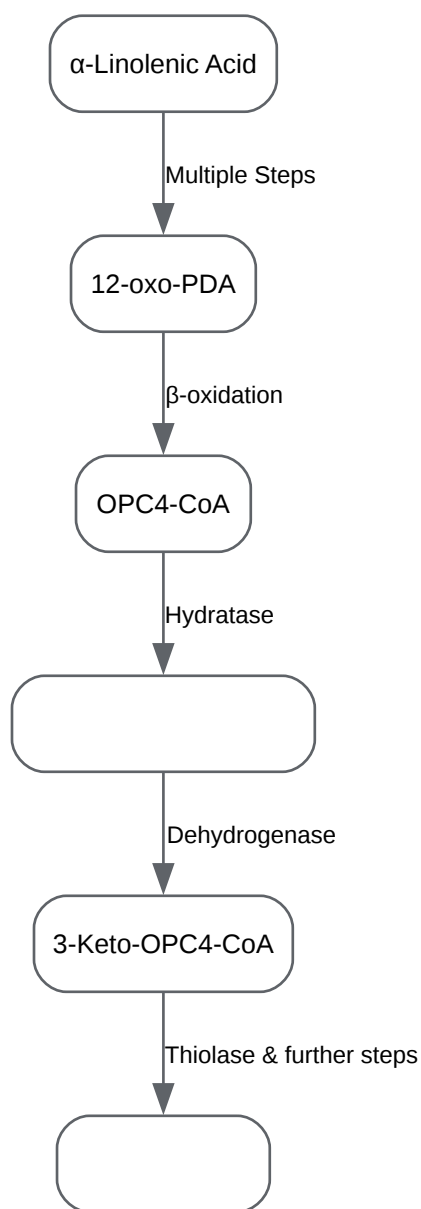 α-Linolenic Acid
Multiple Steps
12-oxo-PDA
β-oxidation
OPC4-CoA
Hydratase
Dehydrogenase
3-Keto-OPC4-CoA
Thiolase & further steps